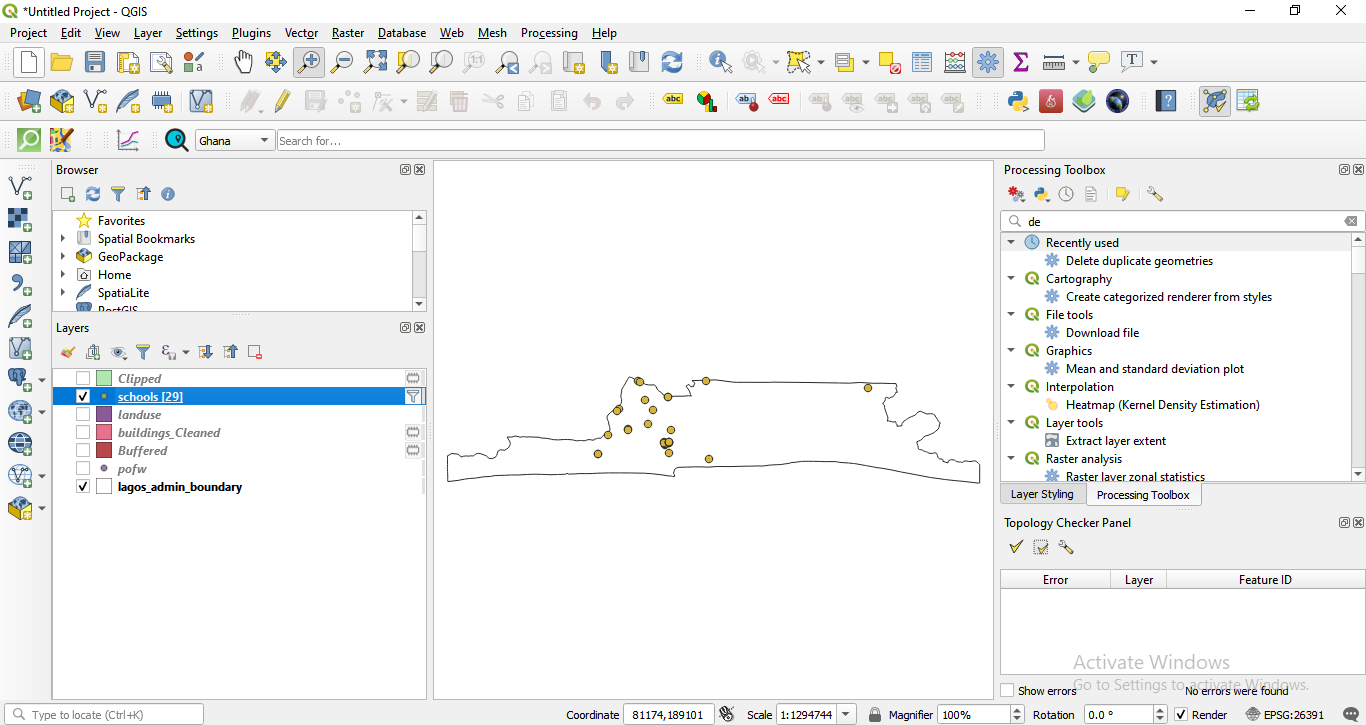 *Untitled Project - QGIS
Project Edit View Layer Settings Plugins Vector Raster Database Web Mesh Processing Help
Ghana Search for...
Browser
Favorites
Spatial Bookmarks
GeoPackage
Home
SpatiaLite
PostGIS
Layers
Clipped
schools [29]
landuse
buildings_Cleaned
Buffered
pofw
lagos_admin_boundary
Processing Toolbox
de
Recently used
Delete duplicate geometries
Cartography
Create categorized renderer from styles
File tools
Download file
Graphics
Mean and standard deviation plot
Interpolation
Heatmap (Kernel Density Estimation)
Layer tools
Extract layer extent
Raster analysis
Raster layer zonal statistics
Layer Styling Processing Toolbox
Topology Checker Panel
Error Layer Feature ID
Activate Windows
Go to Settings to activate Windows.
Show errors No errors were found
Type to locate (Ctrl+K) Coordinate 81174,189101 Scale 1:1294744 Magnifier 100% Rotation 0.0 ° Render EPSG:26391